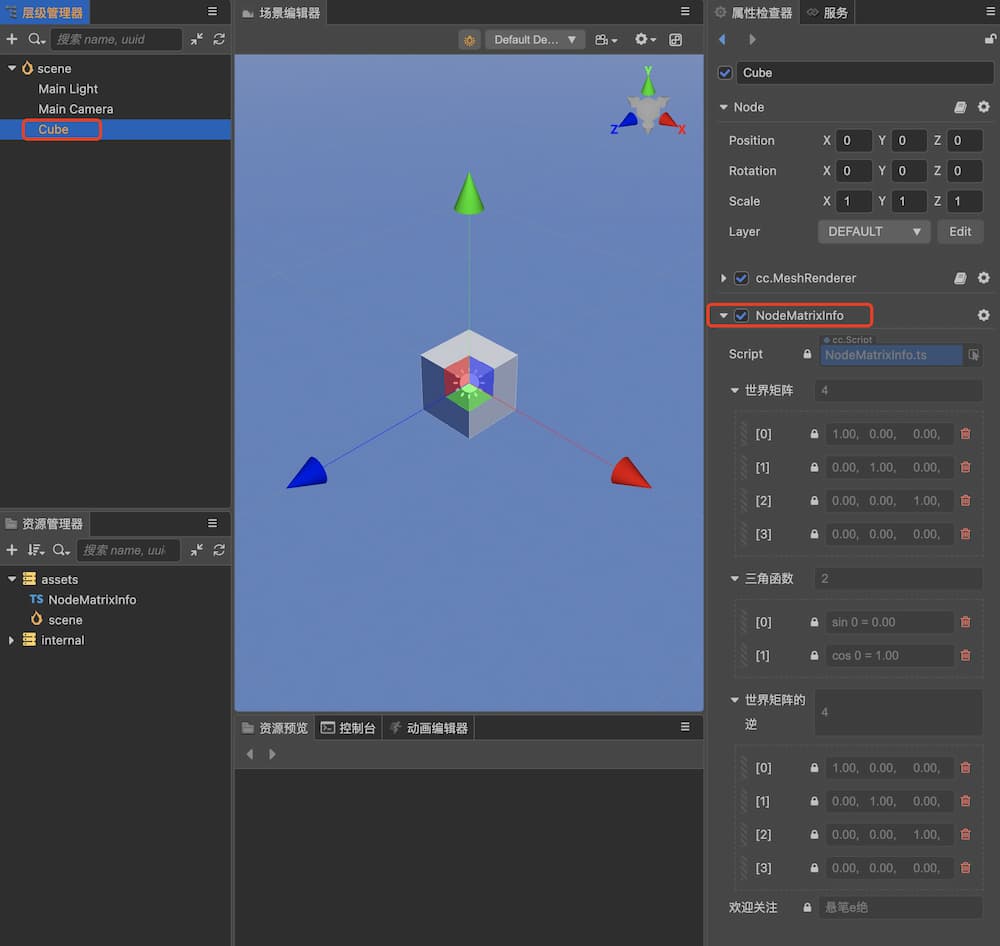 层级管理器
搜索 name, uuid
scene
Main Light
Main Camera
Cube
资源管理器
搜索 name, uui
assets
TS NodeMatrixInfo
scene
internal
场景编辑器
Default De...
Y
Z
X
资源预览
控制台
动画编辑器
属性检查器
服务
Cube
Node
Position X 0 Y 0 Z 0
Rotation X 0 Y 0 Z 0
Scale X 1 Y 1 Z 1
Layer DEFAULT Edit
cc.MeshRenderer
NodeMatrixInfo
cc.Script
Script NodeMatrixInfo.ts
世界矩阵 4
[0] 1.00, 0.00, 0.00,
[1] 0.00, 1.00, 0.00,
[2] 0.00, 0.00, 1.00,
[3] 0.00, 0.00, 0.00,
三角函数 2
[0] sin 0 = 0.00
[1] cos 0 = 1.00
世界矩阵的
逆
4
[0] 1.00, 0.00, 0.00,
[1] 0.00, 1.00, 0.00,
[2] 0.00, 0.00, 1.00,
[3] 0.00, 0.00, 0.00,
欢迎关注 悬笔e绝